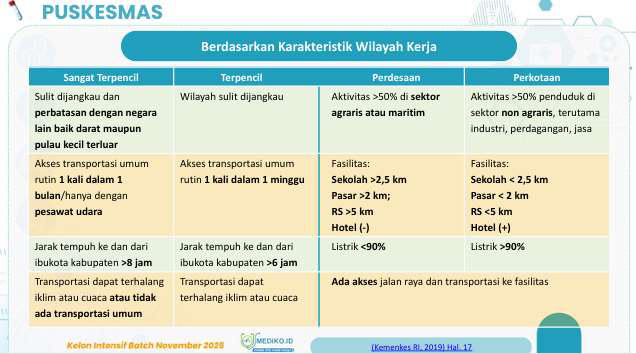 PUSKESMAS
Berdasarkan Karakteristik Wilayah Kerja
Sangat Terpencil
Terpencil
Perdesaan
Perkotaan
Sulit dijangkau dan
perbatasan dengan negara
lain baik darat maupun
pulau kecil terluar
Wilayah sulit dijangkau
Aktivitas >50% di sektor
agraris atau maritim
Aktivitas >50% penduduk di
sektor non agraris, terutama
industri, perdagangan, jasa
Akses transportasi umum
rutin 1 kali dalam 1
bulan/hanya dengan
pesawat udara
Akses transportasi umum
rutin 1 kali dalam 1 minggu
Fasilitas:
Sekolah >2,5 km
Pasar >2 km;
RS >5 km
Hotel (-)
Fasilitas:
Sekolah < 2,5 km
Pasar < 2 km
RS <5 km
Hotel (+)
Jarak tempuh ke dan dari
ibukota kabupaten >8 jam
Jarak tempuh ke dan dari
ibukota kabupaten >6 jam
Listrik <90%
Listrik >90%
Transportasi dapat terhalang
iklim atau cuaca atau tidak
ada transportasi umum
Transportasi dapat
terhalang iklim atau cuaca
Ada akses jalan raya dan transportasi ke fasilitas
Kelon Intensif Batch November 2025
MEDIKO.ID
(Kemenkes RI, 2019) Hal. 17